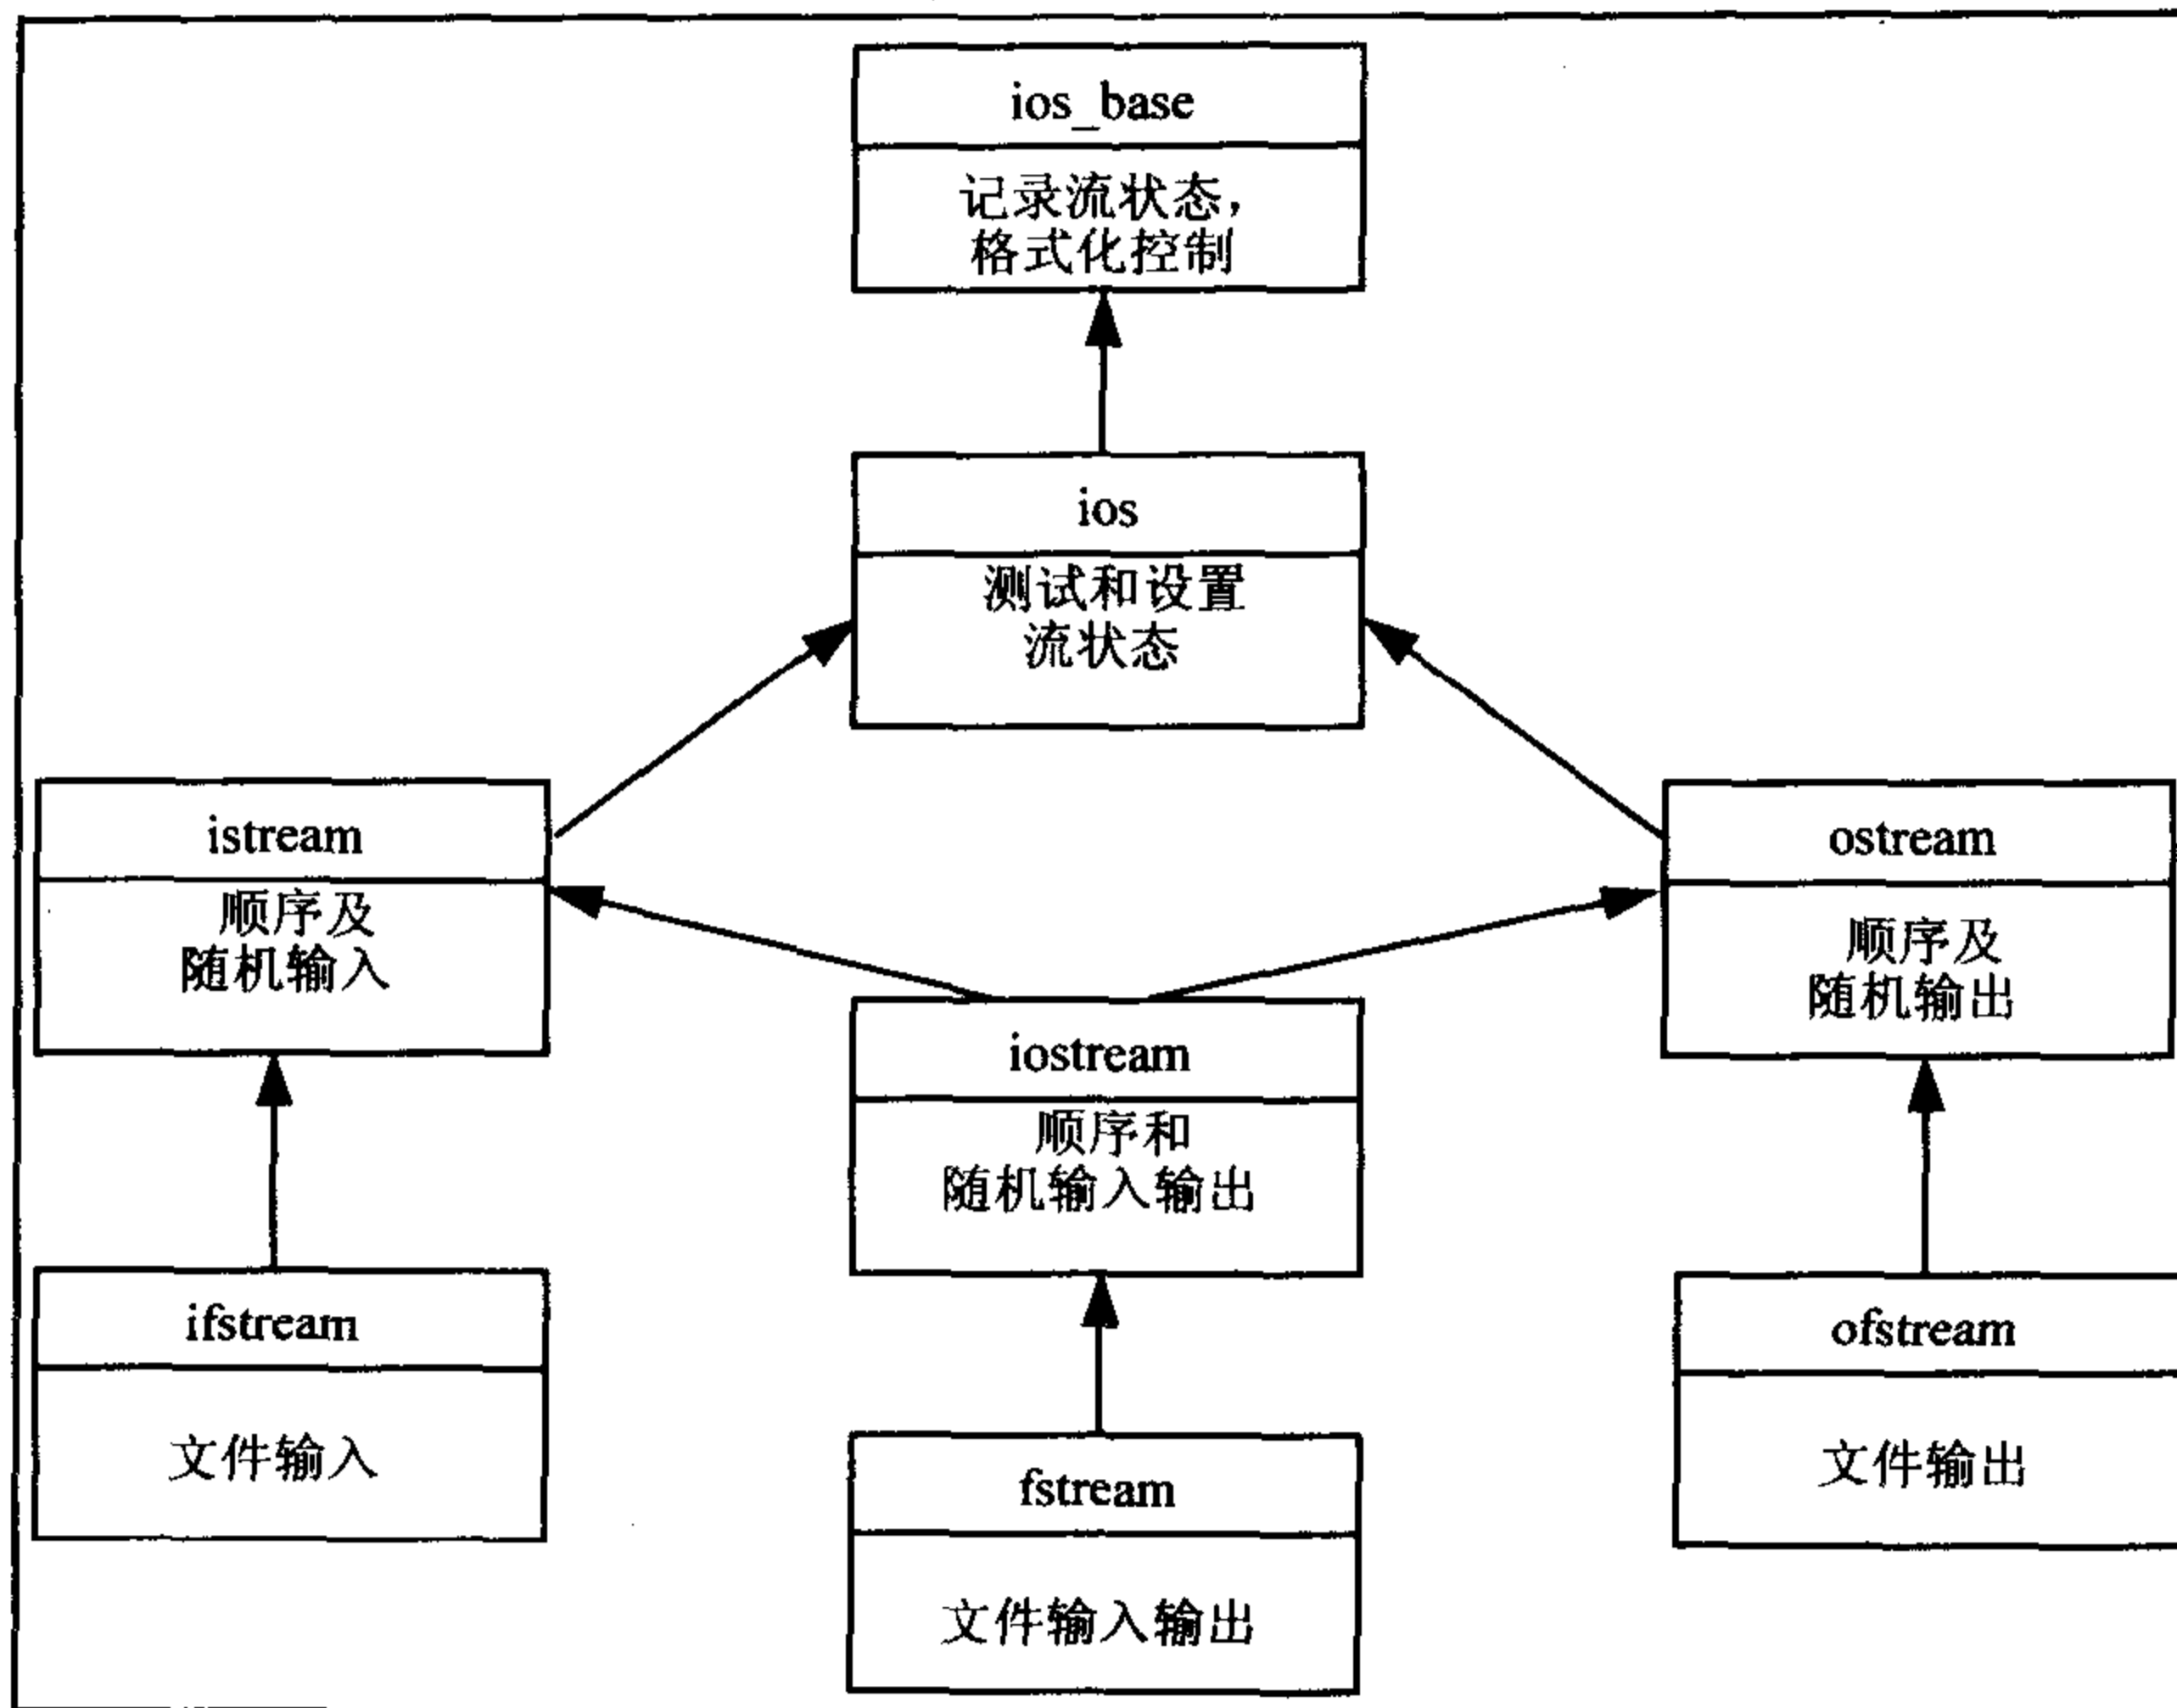 ios_base
记录流状态，
格式化控制
ios
测试和设置
流状态
istream
顺序及
随机输入
ostream
顺序及
随机输出
iostream
顺序和
随机输入输出
ifstream
文件输入
ofstream
文件输出
fstream
文件输入输出